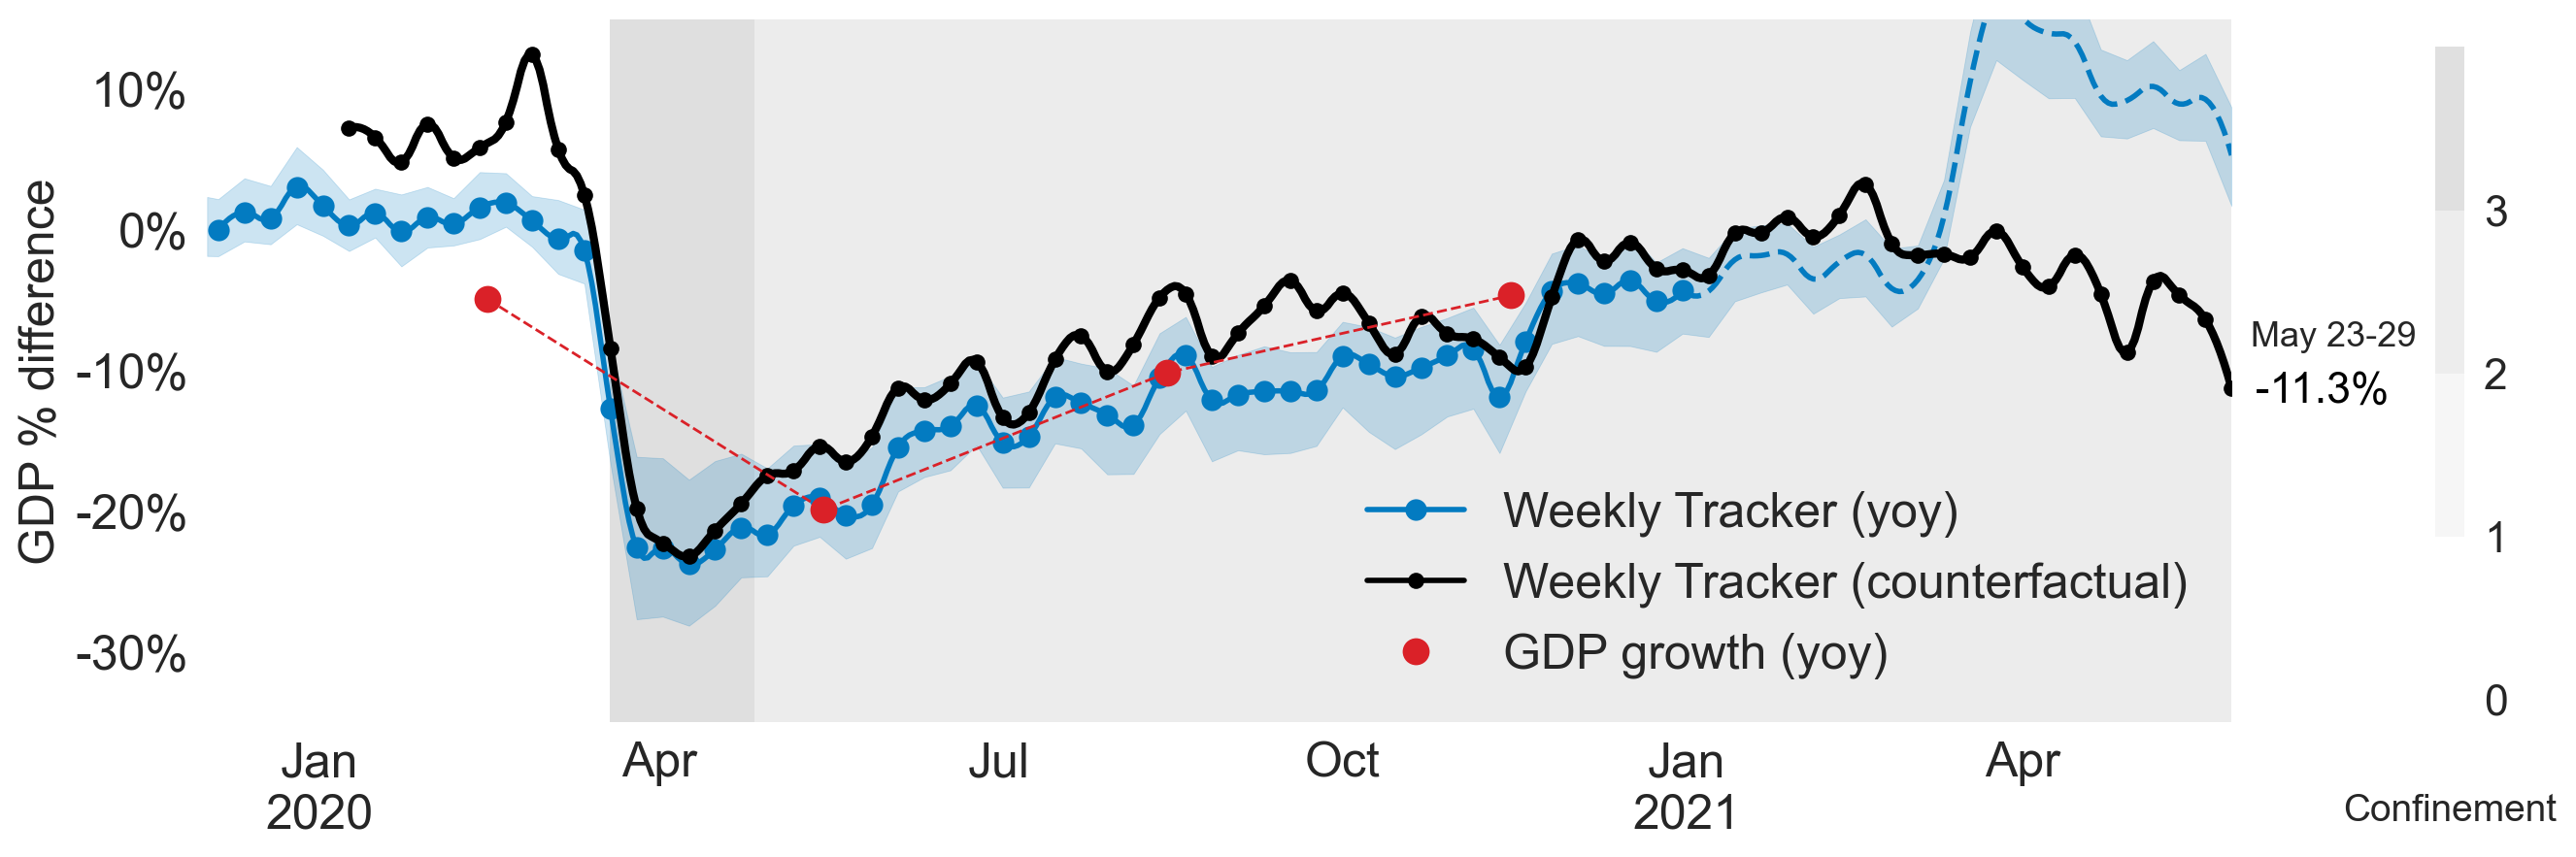 GDP % difference
10%
0%
-10%
-20%
-30%
Jan
2020
Apr
Jul
Oct
Jan
2021
Apr
Weekly Tracker (yoy)
Weekly Tracker (counterfactual)
GDP growth (yoy)
May 23-29
-11.3%
3
2
1
0
Confinement